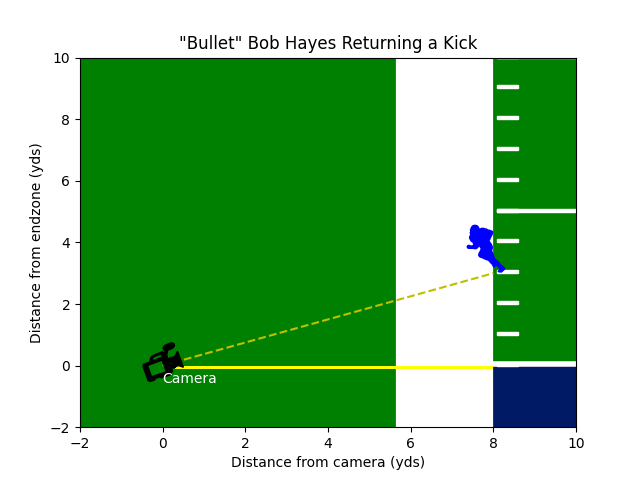 "Bullet" Bob Hayes Returning a Kick
Distance from endzone (yds)
10
8
6
4
2
0
−2
Camera
−2 0 2 4 6 8 10
Distance from camera (yds)